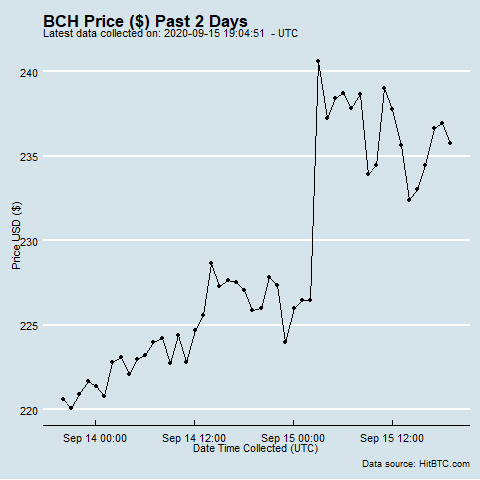 BCH Price ($) Past 2 Days
Latest data collected on: 2020-09-15 19:04:51  - UTC
240
235
230
Price USD ($)
225
220
Sep 14 00:00 Sep 14 12:00 Sep 15 00:00 Sep 15 12:00
Date Time Collected (UTC)
Data source: HitBTC.com